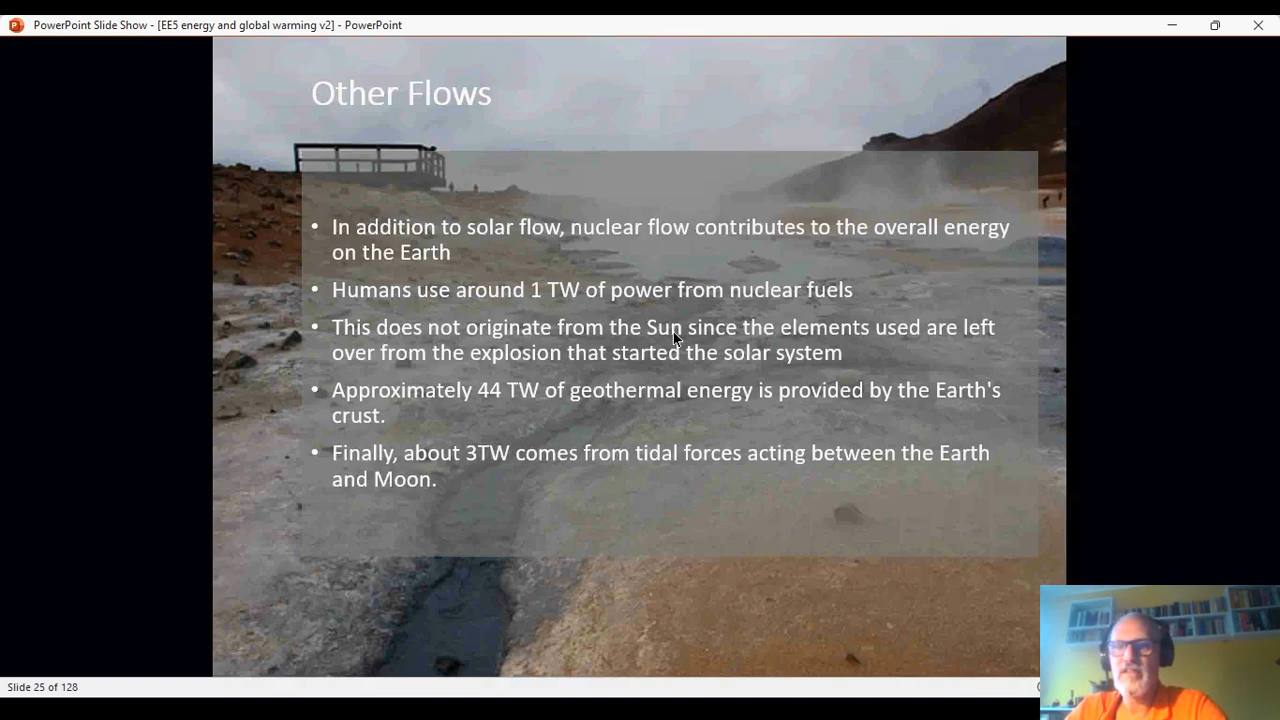 PowerPoint Slide Show - [EE5 energy and global warming v2] - PowerPoint
Other Flows
• In addition to solar flow, nuclear flow contributes to the overall energy
on the Earth
• Humans use around 1 TW of power from nuclear fuels
• This does not originate from the Sun since the elements used are left
over from the explosion that started the solar system
• Approximately 44 TW of geothermal energy is provided by the Earth's
crust.
• Finally, about 3TW comes from tidal forces acting between the Earth
and Moon.
Slide 25 of 128